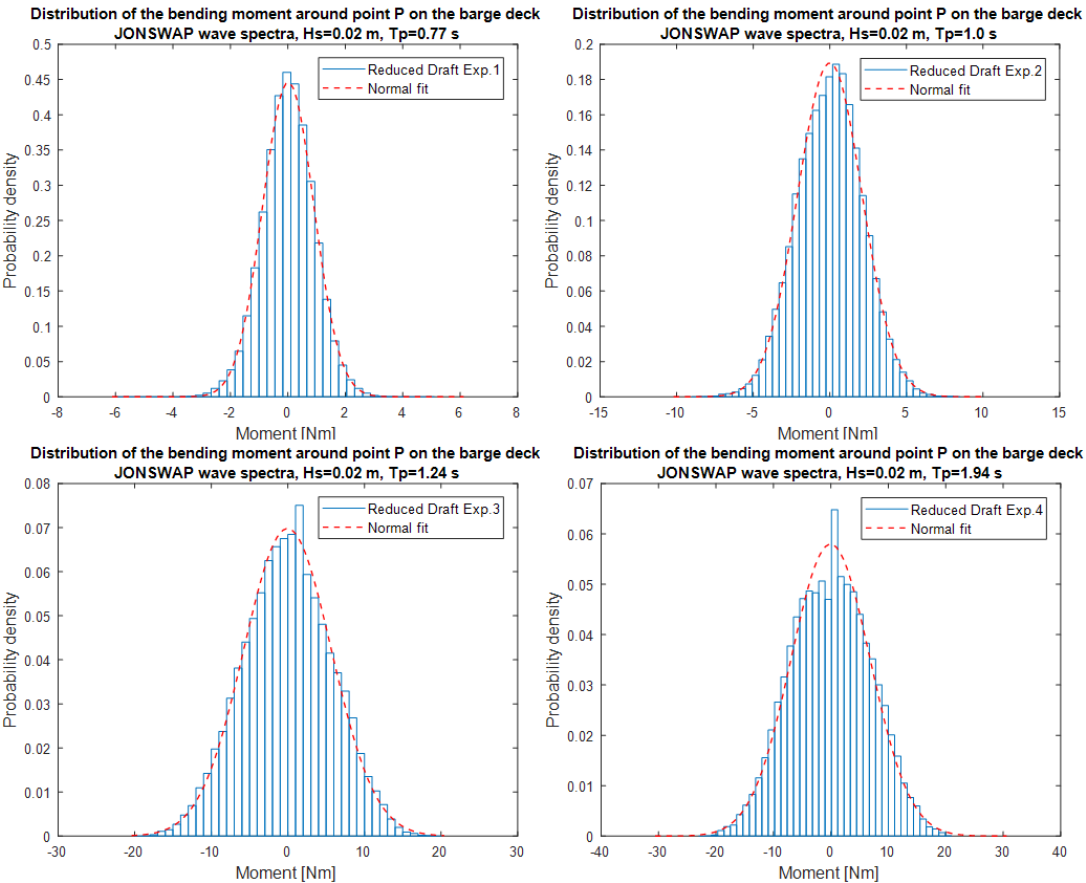 Distribution of the bending moment around point P on the barge deck
JONSWAP wave spectra, Hs=0.02 m, Tp=0.77 s
0.5
0.45
0.4
0.35
0.3
0.25
0.2
0.15
0.1
0.05
0
Probability density
Reduced Draft Exp.1
Normal fit
-8 -6 -4 -2 0 2 4 6 8
Moment [Nm]
Distribution of the bending moment around point P on the barge deck
JONSWAP wave spectra, Hs=0.02 m, Tp=1.0 s
0.2
0.18
0.16
0.14
0.12
0.1
0.08
0.06
0.04
0.02
0
Probability density
Reduced Draft Exp.2
Normal fit
-15 -10 -5 0 5 10 15
Moment [Nm]
Distribution of the bending moment around point P on the barge deck
JONSWAP wave spectra, Hs=0.02 m, Tp=1.24 s
0.08
0.07
0.06
0.05
0.04
0.03
0.02
0.01
0
Probability density
Reduced Draft Exp.3
Normal fit
-30 -20 -10 0 10 20 30
Moment [Nm]
Distribution of the bending moment around point P on the barge deck
JONSWAP wave spectra, Hs=0.02 m, Tp=1.94 s
0.07
0.06
0.05
0.04
0.03
0.02
0.01
0
Probability density
Reduced Draft Exp.4
Normal fit
-40 -30 -20 -10 0 10 20 30 40
Moment [Nm]